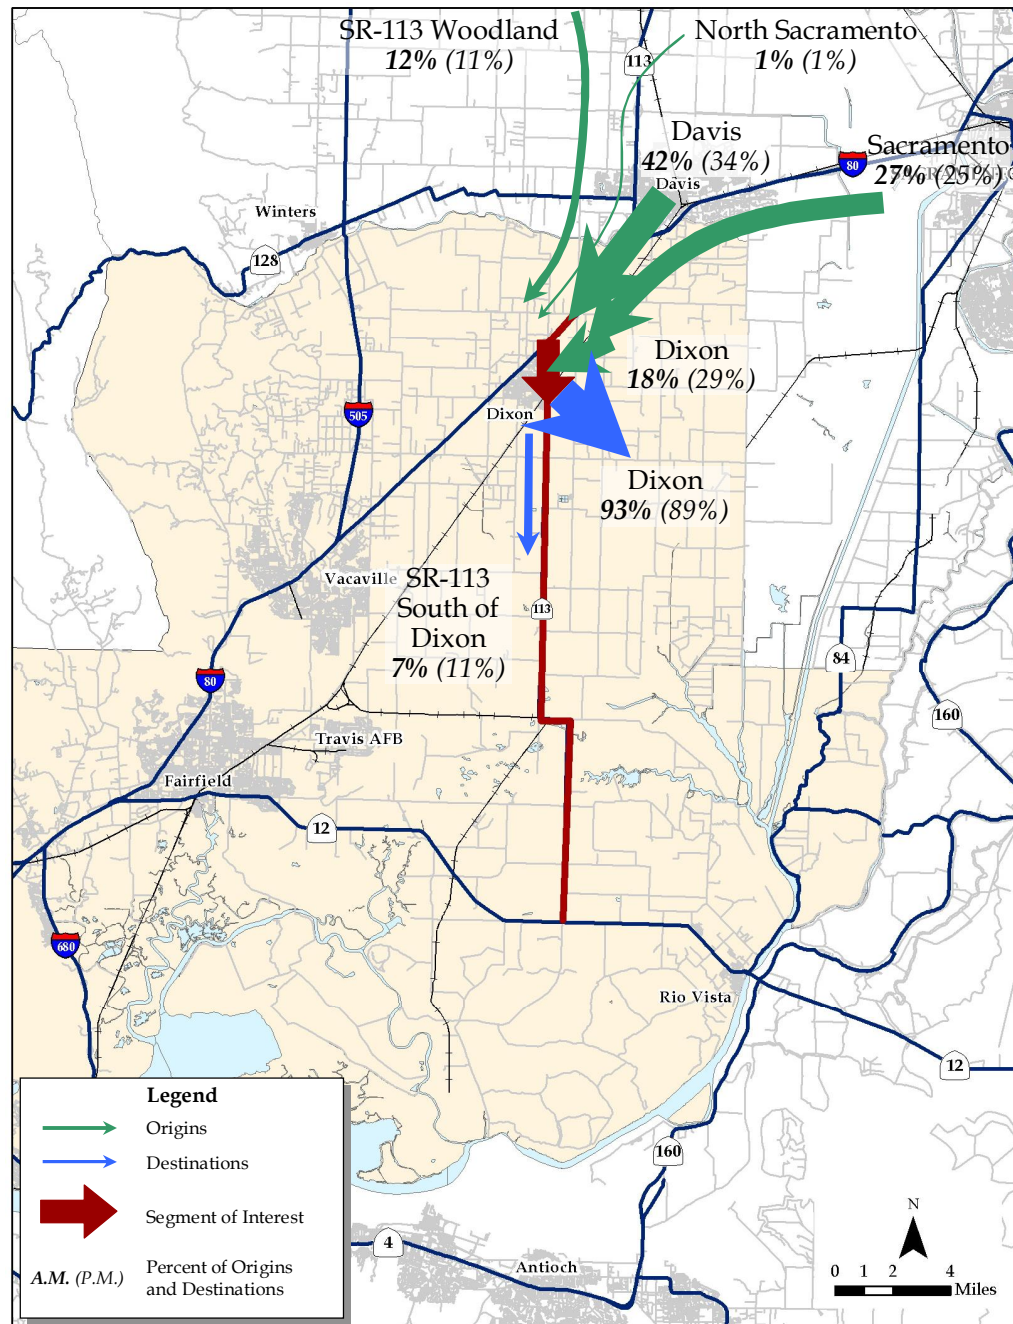 SR-113 Woodland
12% (11%)
North Sacramento
1% (1%)
113
Davis
42% (34%)
Davis
80
Sacramento
27% (25%)
Winters
128
505
Dixon
18% (29%)
Dixon
Dixon
93% (89%)
Vacaville
SR-113
South of
Dixon
7% (11%)
113
84
80
160
Travis AFB
Fairfield
12
680
Rio Vista
12
160
4
Antioch
Legend
Origins
Destinations
Segment of Interest
A.M. (P.M.)
Percent of Origins
and Destinations
N
0 1 2 4
Miles